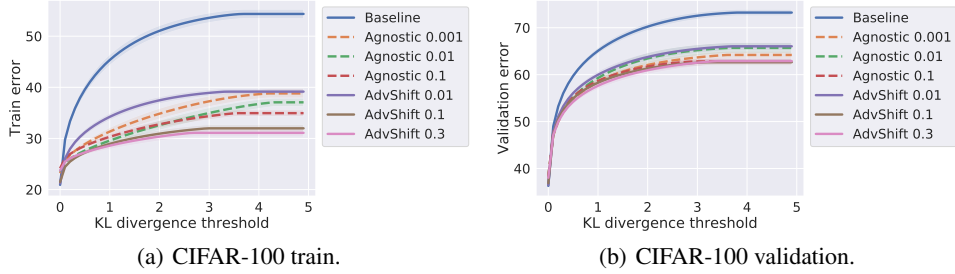 Train error
50
40
30
20
0 1 2 3 4 5
KL divergence threshold
Baseline
Agnostic 0.001
Agnostic 0.01
Agnostic 0.1
AdvShift 0.01
AdvShift 0.1
AdvShift 0.3
(a) CIFAR-100 train.
Validation error
70
60
50
40
0 1 2 3 4 5
KL divergence threshold
Baseline
Agnostic 0.001
Agnostic 0.01
Agnostic 0.1
AdvShift 0.01
AdvShift 0.1
AdvShift 0.3
(b) CIFAR-100 validation.